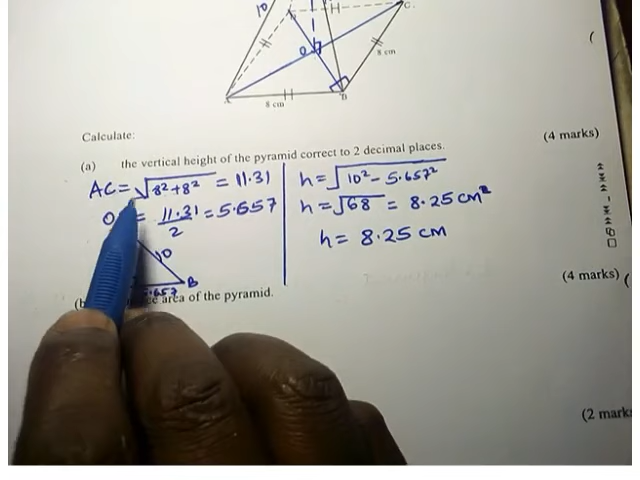 10
C
O
8 cm
A
8 cm
B
Calculate:
(4 marks)
(a) the vertical height of the pyramid correct to 2 decimal places.
AC = √8²+8² = 11.31
h = √10² - 5.657²
O = 11.31/2 = 5.657
h = √68 = 8.25 cm²
h = 8.25 cm
10
B
5.657
(4 marks)
(b area of the pyramid.
(2 mark